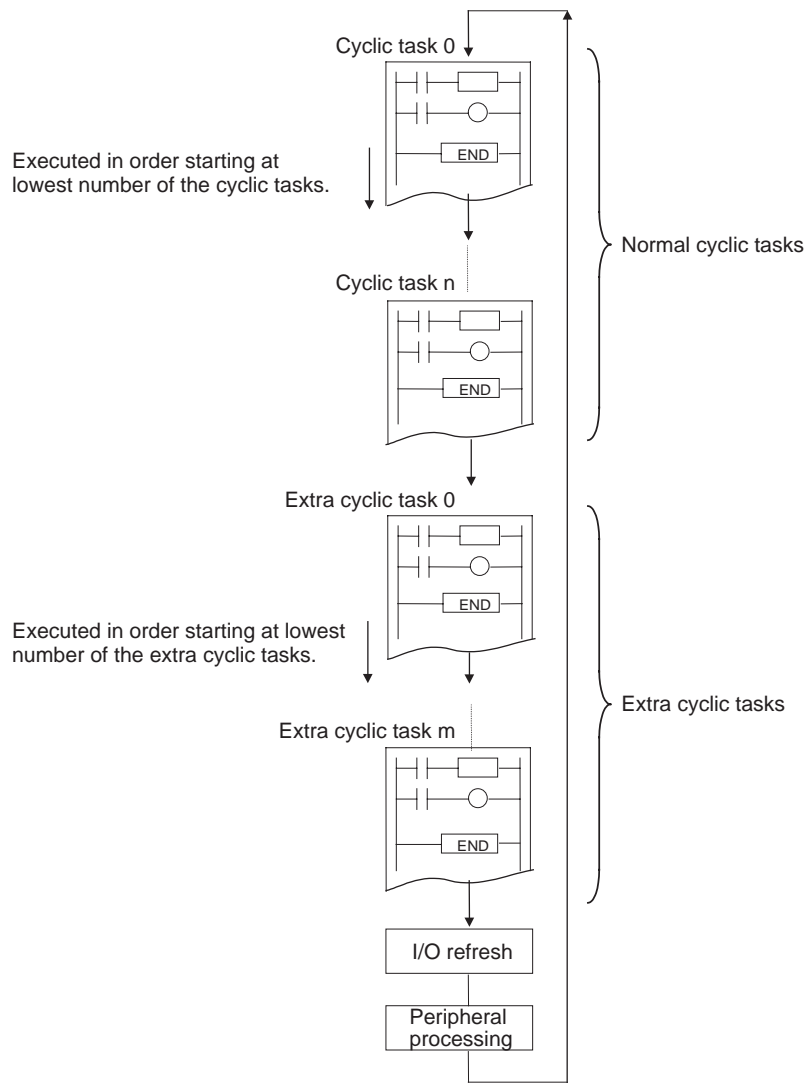 Cyclic task 0
END
Executed in order starting at
lowest number of the cyclic tasks.
Normal cyclic tasks
Cyclic task n
END
Extra cyclic task 0
END
Executed in order starting at lowest
number of the extra cyclic tasks.
Extra cyclic tasks
Extra cyclic task m
END
I/O refresh
Peripheral
processing